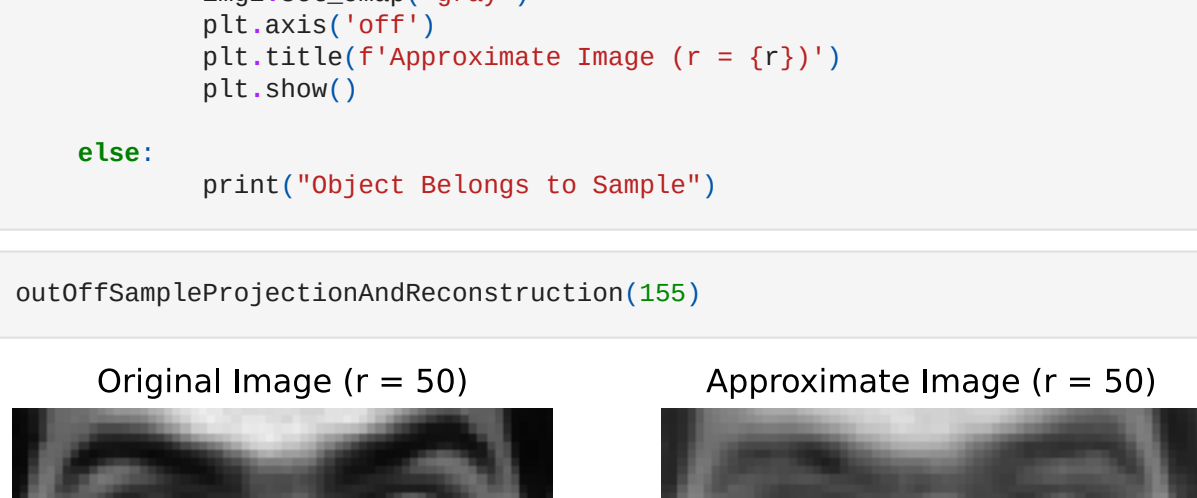 plt.axis('off')
plt.title(f'Approximate Image (r = {r})')
plt.show()
else:
print("Object Belongs to Sample")
outOffSampleProjectionAndReconstruction(155)
Original Image (r = 50)
Approximate Image (r = 50)